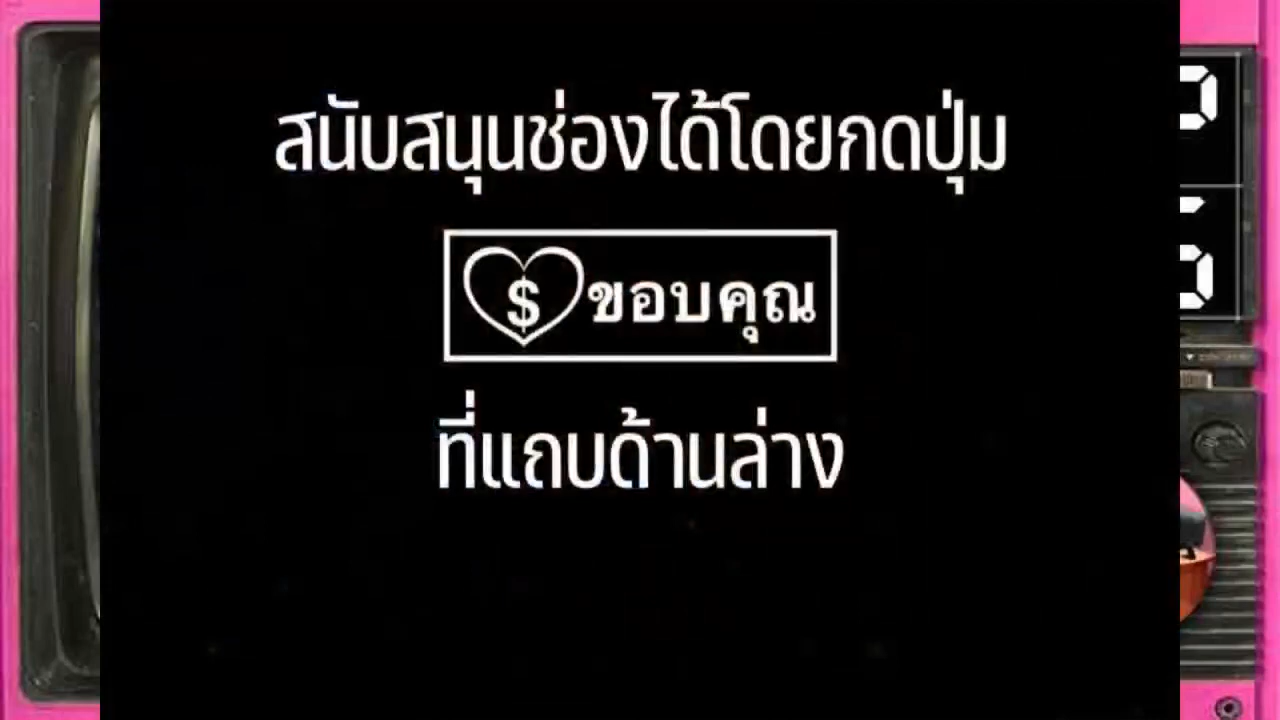 สนับสนุนช่องได้โดยกดปุ่ม
$ ขอบคุณ
ที่แถบด้านล่าง